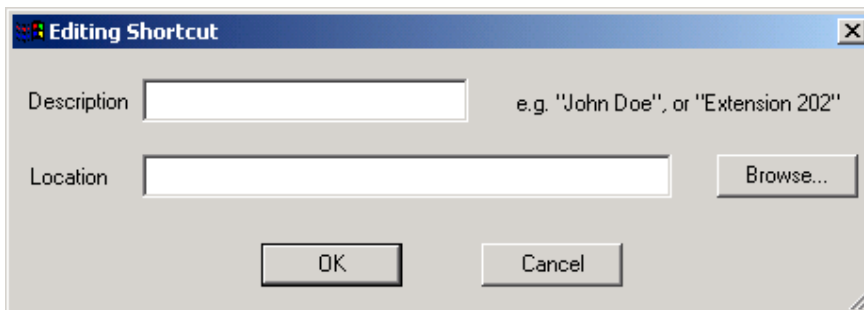 Editing Shortcut
Description e.g. "John Doe", or "Extension 202"
Location Browse...
OK Cancel